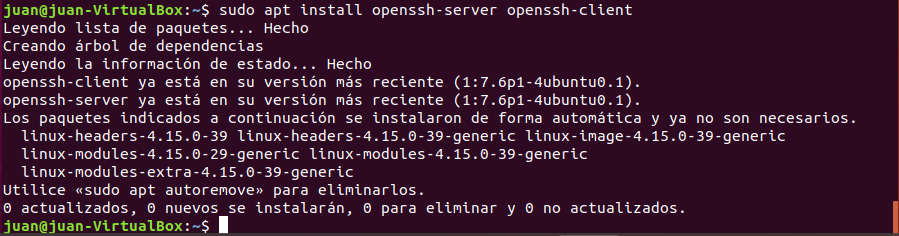 juan@juan-VirtualBox:~$ sudo apt install openssh-server openssh-client
Leyendo lista de paquetes... Hecho
Creando árbol de dependencias
Leyendo la información de estado... Hecho
openssh-client ya está en su versión más reciente (1:7.6p1-4ubuntu0.1).
openssh-server ya está en su versión más reciente (1:7.6p1-4ubuntu0.1).
Los paquetes indicados a continuación se instalaron de forma automática y ya no son necesarios.
  linux-headers-4.15.0-39 linux-headers-4.15.0-39-generic linux-image-4.15.0-39-generic
  linux-modules-4.15.0-29-generic linux-modules-4.15.0-39-generic
  linux-modules-extra-4.15.0-39-generic
Utilice «sudo apt autoremove» para eliminarlos.
0 actualizados, 0 nuevos se instalarán, 0 para eliminar y 0 no actualizados.
juan@juan-VirtualBox:~$